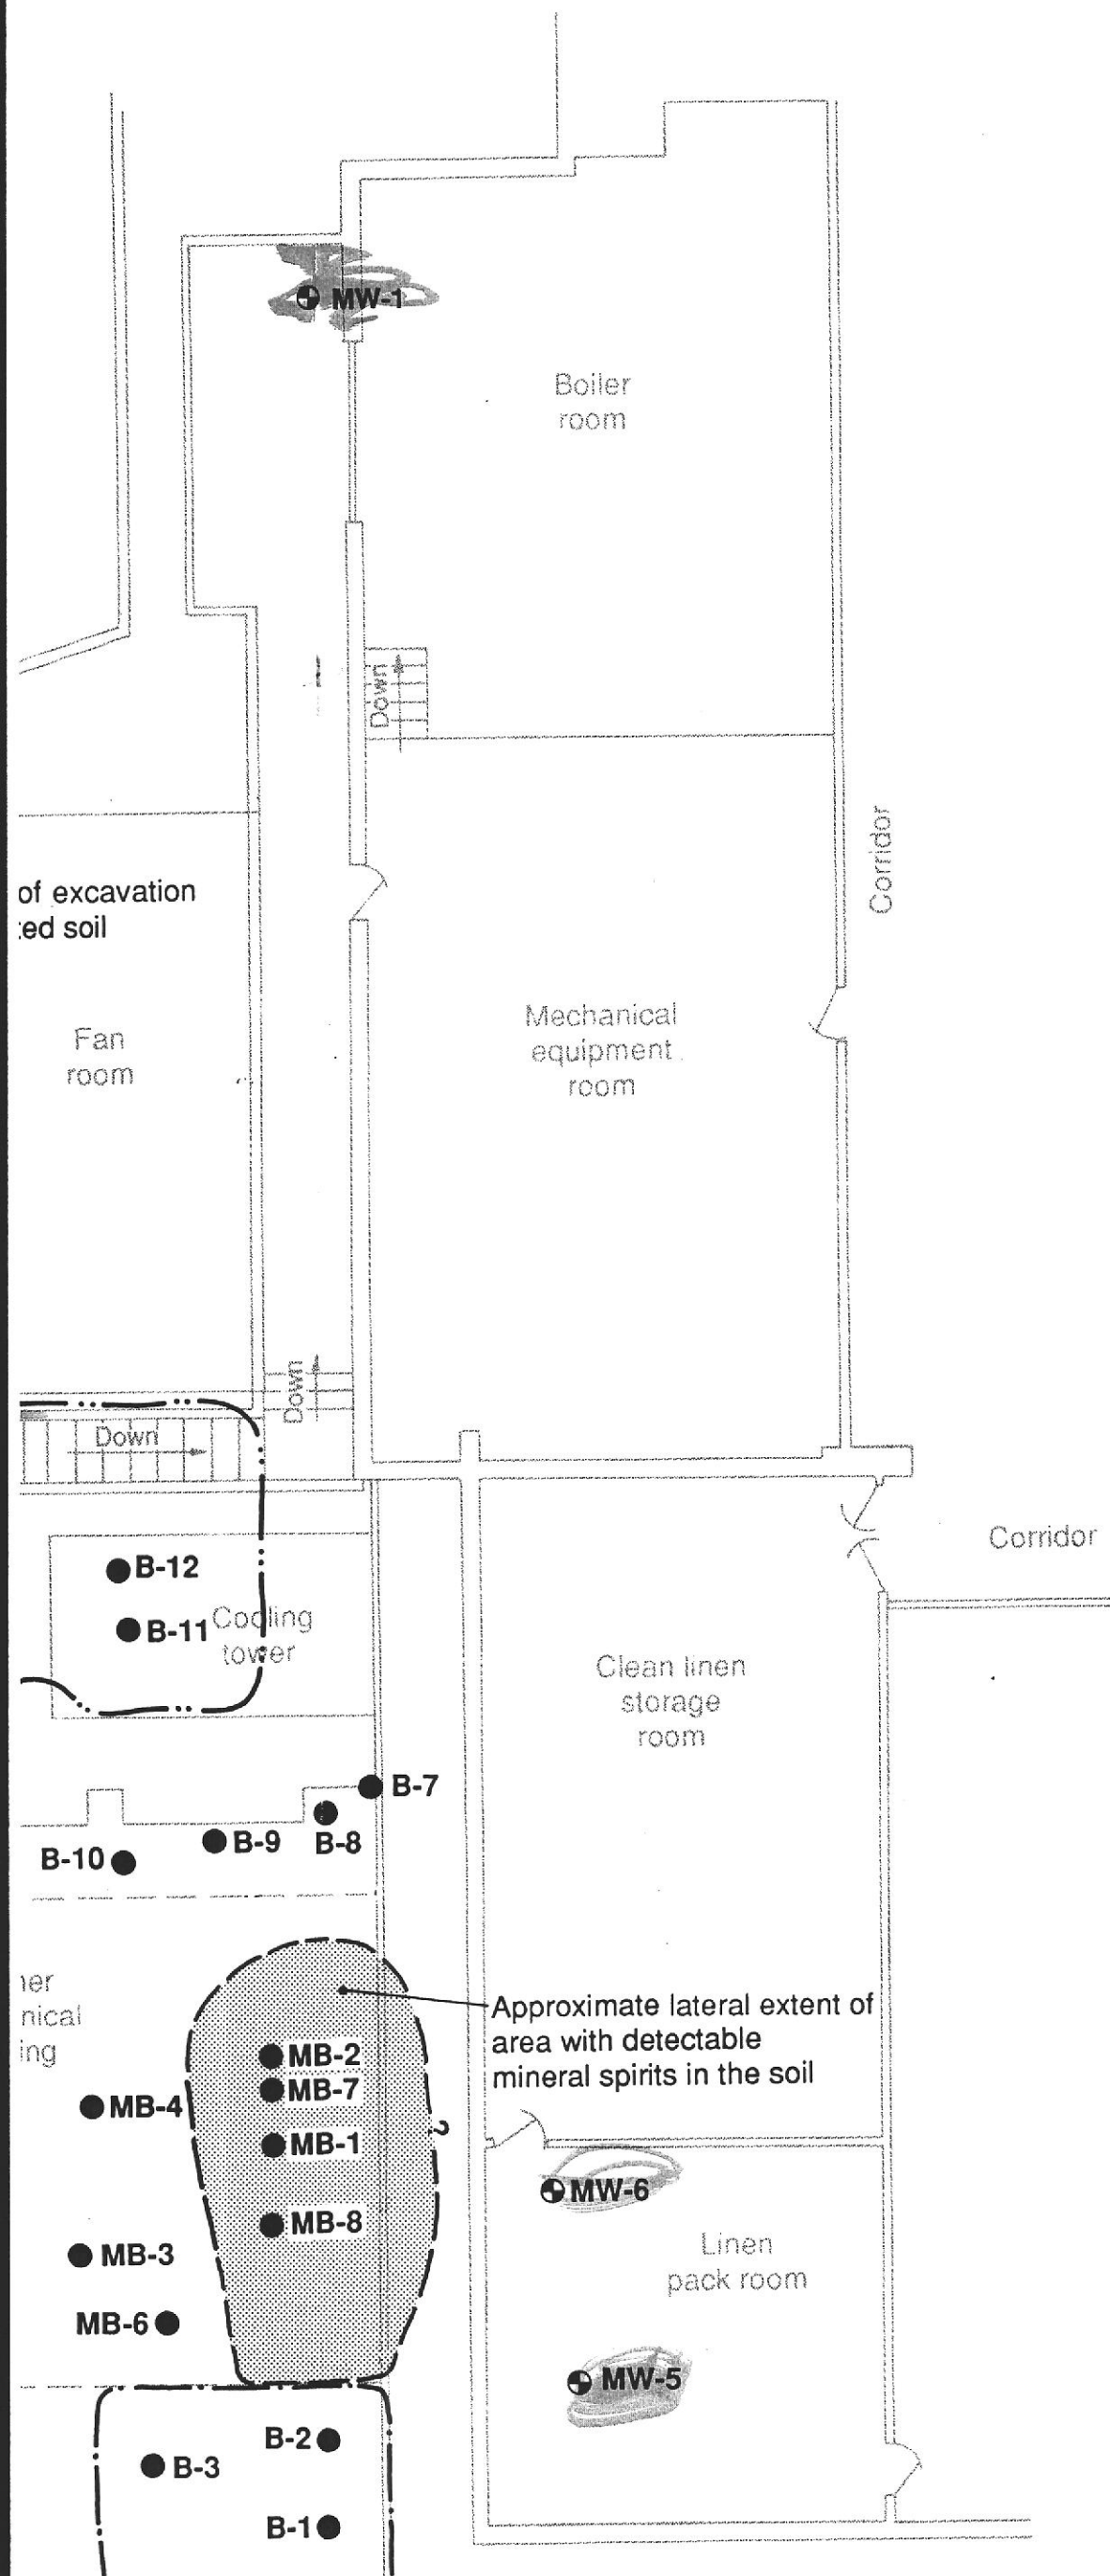 MW-1
Boiler
room
Down
Corridor
of excavation
ed soil
Fan
room
Mechanical
equipment
room
Down
Down
Corridor
B-12
B-11
Cooling
tower
Clean linen
storage
room
B-7
B-8
B-9
B-10
er
nical
ing
Approximate lateral extent of
area with detectable
mineral spirits in the soil
MB-2
MB-7
MB-4
MB-1
?
MW-6
MB-8
Linen
pack room
MB-3
MB-6
MW-5
B-2
B-3
B-1